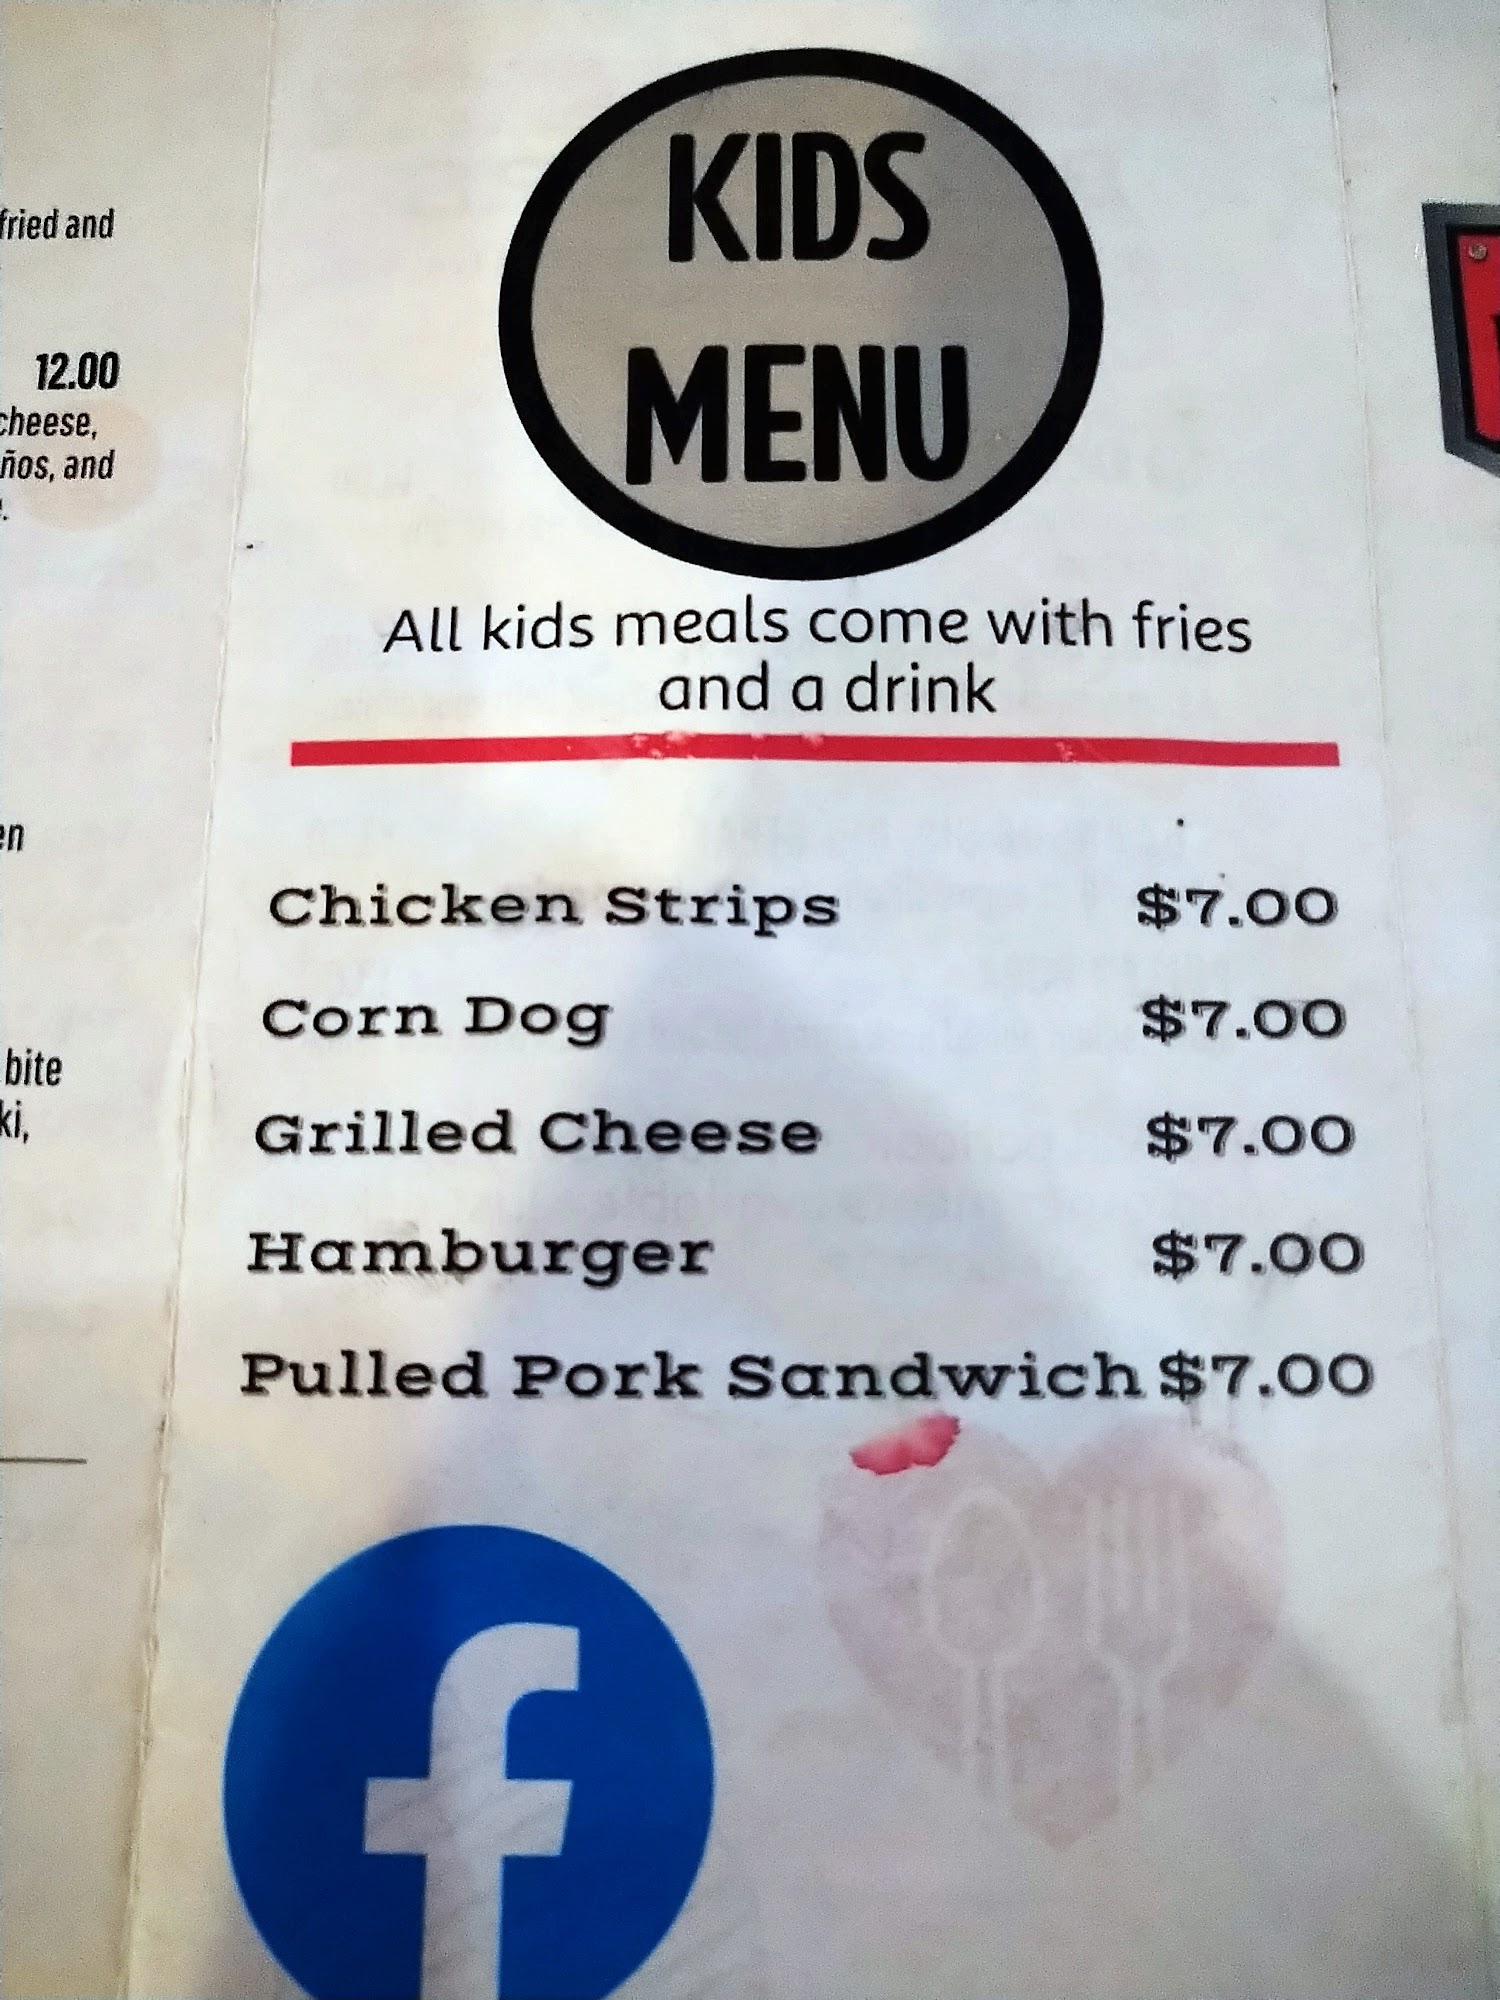 fried and
12.00
cheese,
ños, and
en
bite
ki,
KIDS
MENU
All kids meals come with fries
and a drink
Chicken Strips $7.00
Corn Dog $7.00
Grilled Cheese $7.00
Hamburger $7.00
Pulled Pork Sandwich $7.00
f